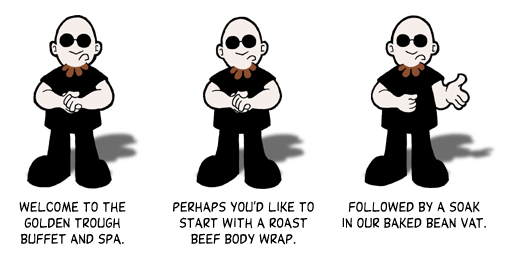 WELCOME TO THE
GOLDEN TROUGH
BUFFET AND SPA.
PERHAPS YOU'D LIKE TO
START WITH A ROAST
BEEF BODY WRAP.
FOLLOWED BY A SOAK
IN OUR BAKED BEAN VAT.